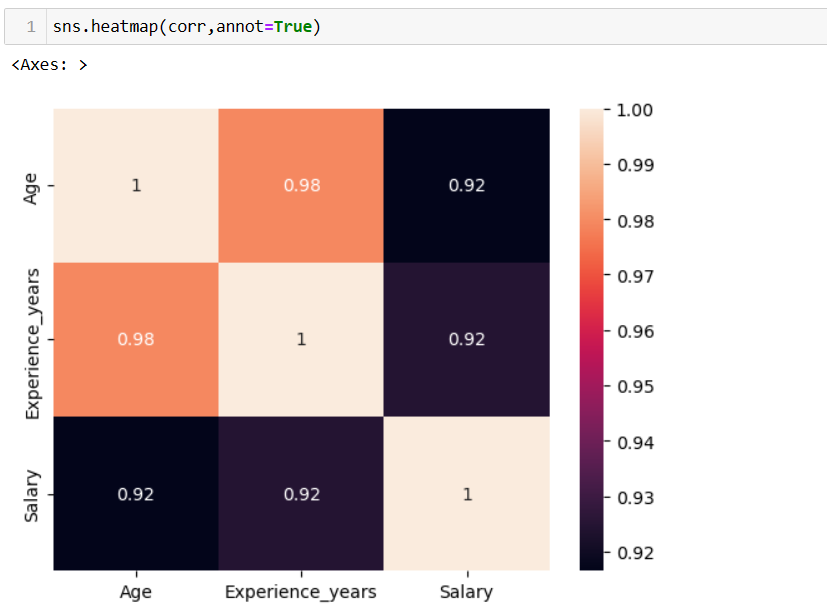 1 sns.heatmap(corr,annot=True)
<Axes: >
1.00
Age 1 0.98 0.92
0.99
0.98
0.97
Experience_years 0.98 1 0.92
0.96
0.95
0.94
Salary 0.92 0.92 1
0.93
0.92
Age Experience_years Salary